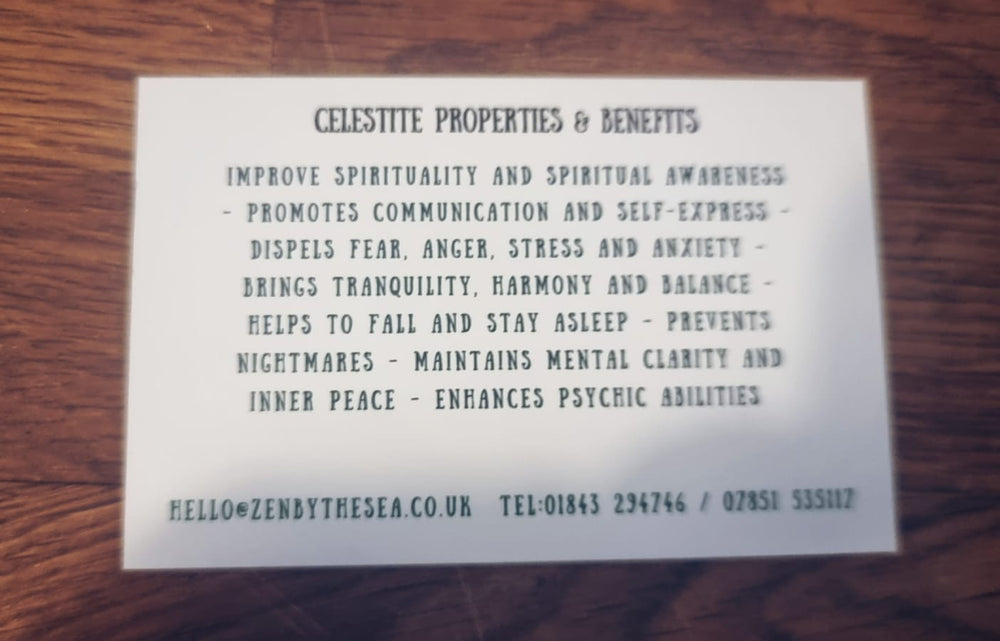 CELESTITE PROPERTIES & BENEFITS
IMPROVE SPIRITUALITY AND SPIRITUAL AWARENESS
- PROMOTES COMMUNICATION AND SELF-EXPRESS -
DISPELS FEAR, ANGER, STRESS AND ANXIETY -
BRINGS TRANQUILITY, HARMONY AND BALANCE -
HELPS TO FALL AND STAY ASLEEP - PREVENTS
NIGHTMARES - MAINTAINS MENTAL CLARITY AND
INNER PEACE - ENHANCES PSYCHIC ABILITIES
HELLO@ZENBYTHESEA.CO.UK TEL:01843 294746 / 07851 535117